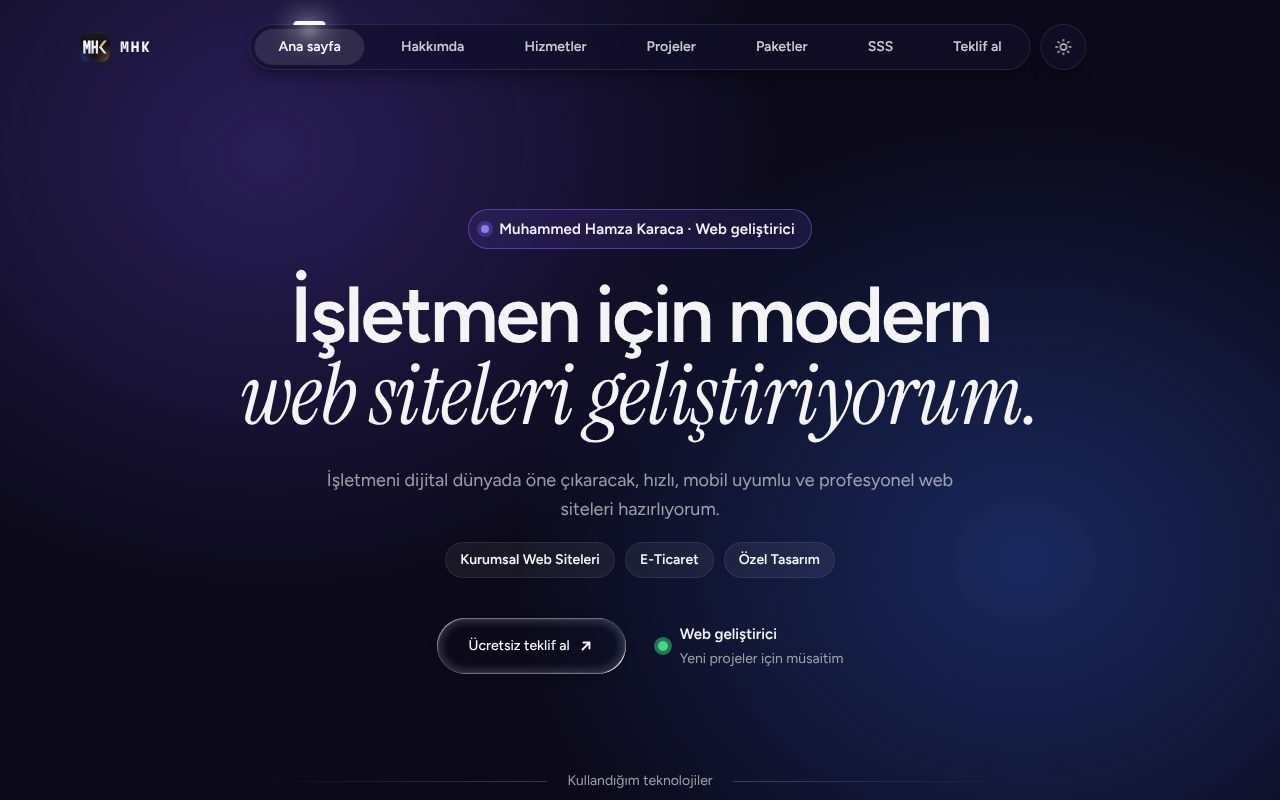 MHK MHK
Ana sayfa Hakkımda Hizmetler Projeler Paketler SSS Teklif al
Muhammed Hamza Karaca · Web geliştirici
İşletmen için modern
web siteleri geliştiriyorum.
İşletmeni dijital dünyada öne çıkaracak, hızlı, mobil uyumlu ve profesyonel web
siteleri hazırlıyorum.
Kurumsal Web Siteleri E-Ticaret Özel Tasarım
Ücretsiz teklif al
Web geliştirici
Yeni projeler için müsaitim
Kullandığım teknolojiler